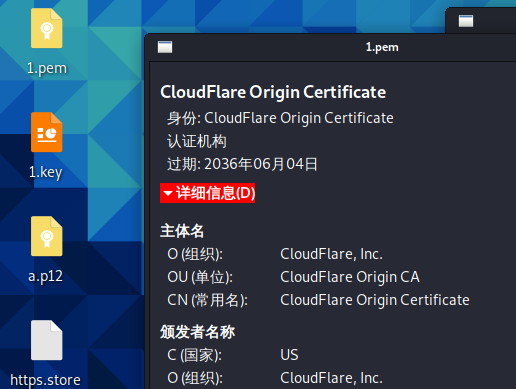 1.pem
1.key
a.p12
https.store
1.pem
CloudFlare Origin Certificate
身份: CloudFlare Origin Certificate
认证机构
过期: 2036年06月04日
详细信息(D)
主体名
O (组织): CloudFlare, Inc.
OU (单位): CloudFlare Origin CA
CN (常用名): CloudFlare Origin Certificate
颁发者名称
C (国家): US
O (组织): CloudFlare, Inc.